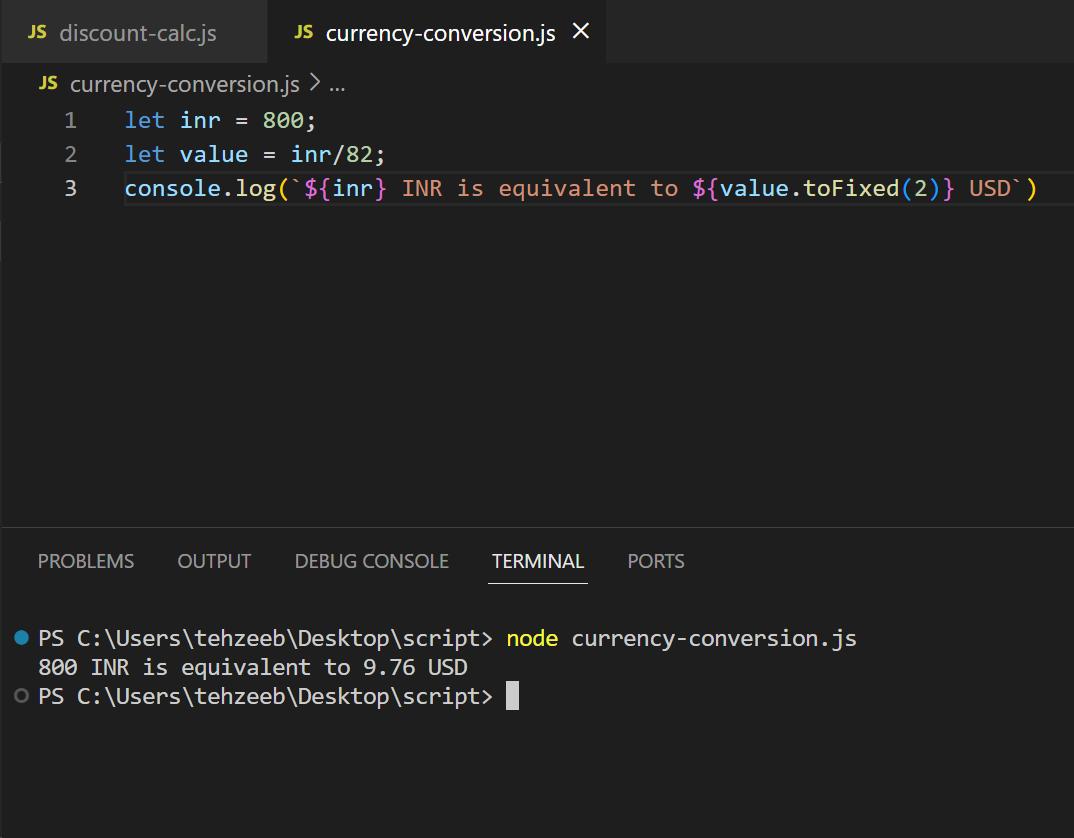 JS discount-calc.js JS currency-conversion.js ×
JS currency-conversion.js > ...
1 let inr = 800;
2 let value = inr/82;
3 console.log(`${inr} INR is equivalent to ${value.toFixed(2)} USD`)
PROBLEMS OUTPUT DEBUG CONSOLE TERMINAL PORTS
PS C:\Users\tehzeeb\Desktop\script> node currency-conversion.js
800 INR is equivalent to 9.76 USD
PS C:\Users\tehzeeb\Desktop\script>